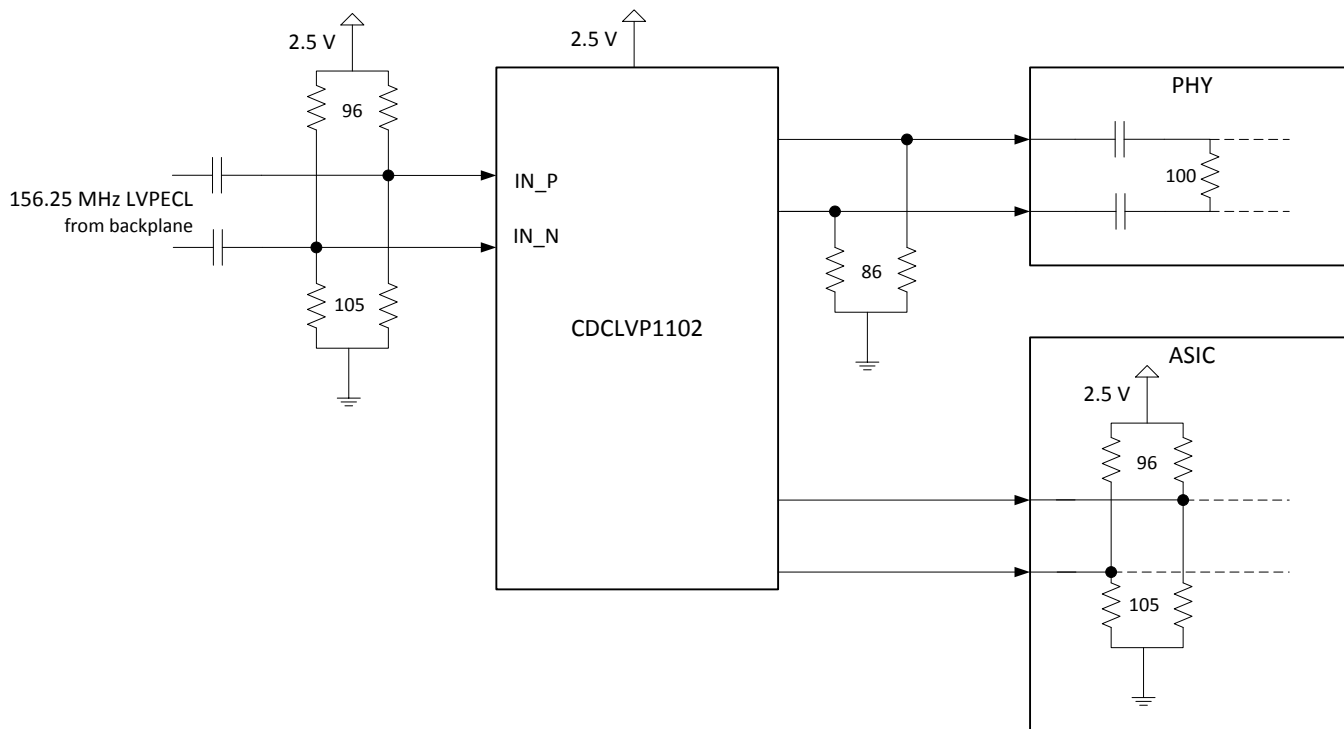 2.5 V
96
156.25 MHz LVPECL
from backplane
105
2.5 V
IN_P
IN_N
CDCLVP1102
86
PHY
100
ASIC
2.5 V
96
105